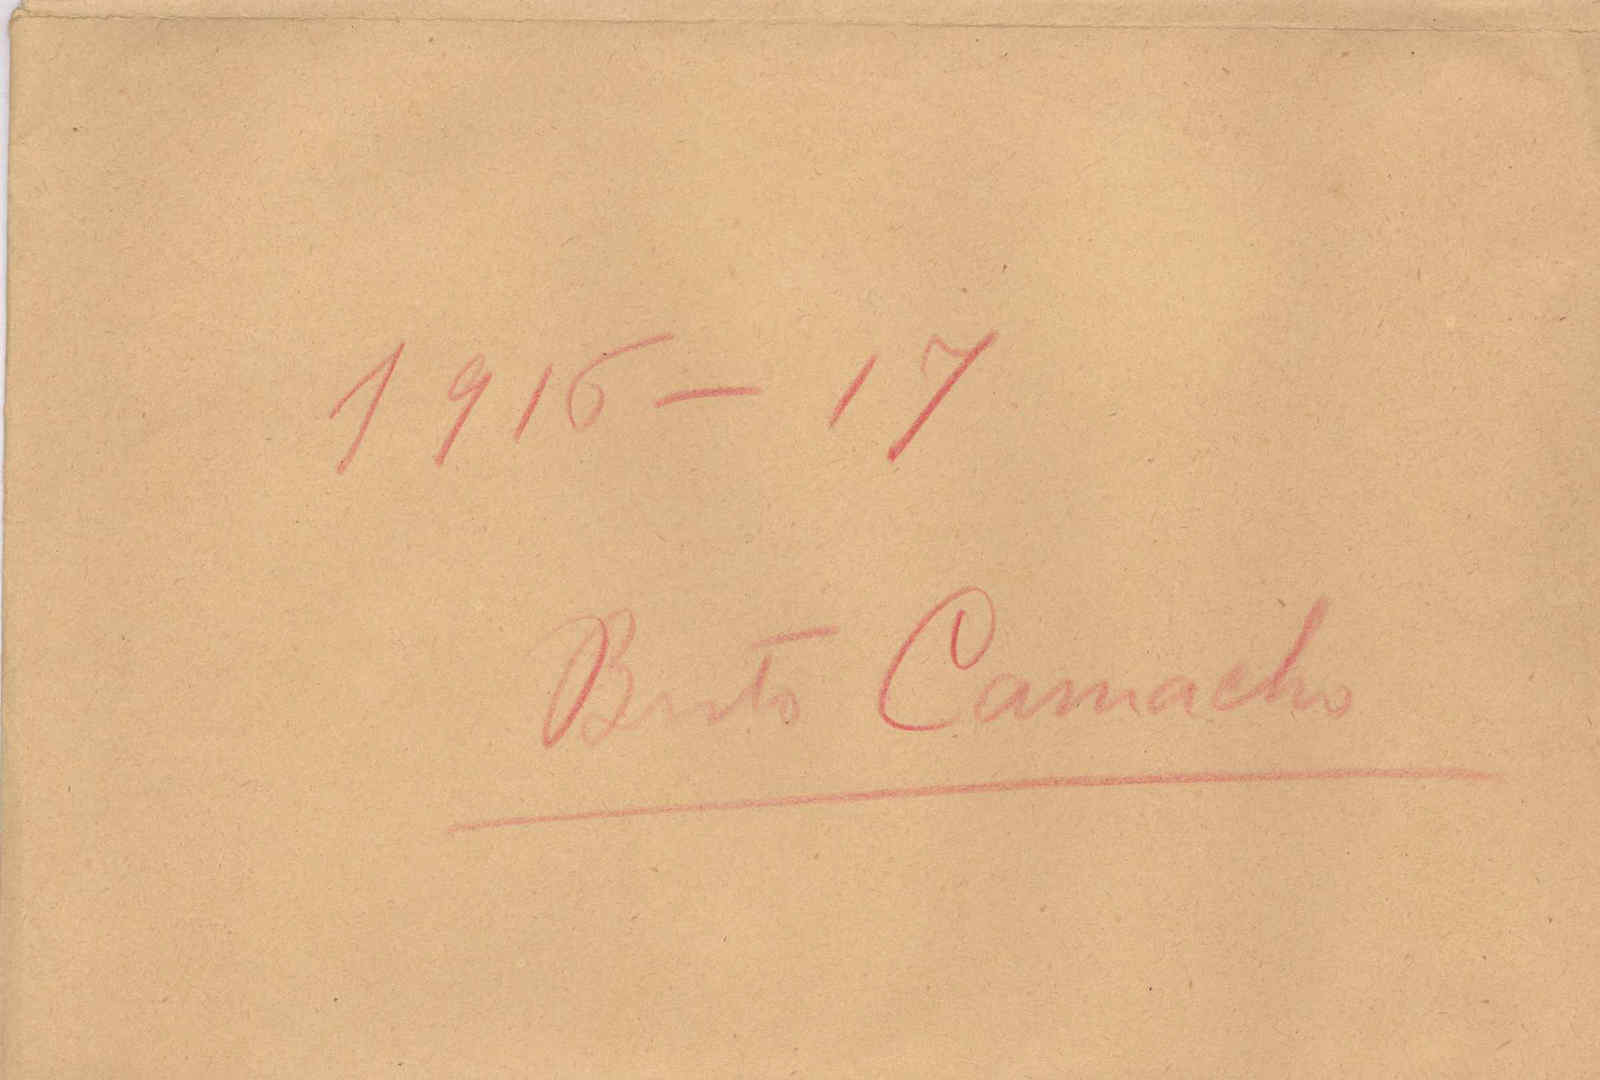 1916 — 17
Brito Camacho